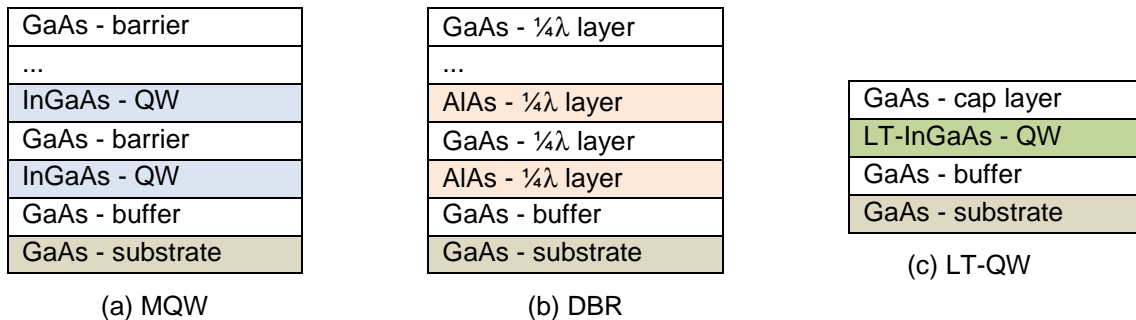 GaAs - barrier
...
InGaAs - QW
GaAs - barrier
InGaAs - QW
GaAs - buffer
GaAs - substrate
(a) MQW
GaAs - ¼λ layer
...
AlAs - ¼λ layer
GaAs - ¼λ layer
AlAs - ¼λ layer
GaAs - buffer
GaAs - substrate
(b) DBR
GaAs - cap layer
LT-InGaAs - QW
GaAs - buffer
GaAs - substrate
(c) LT-QW